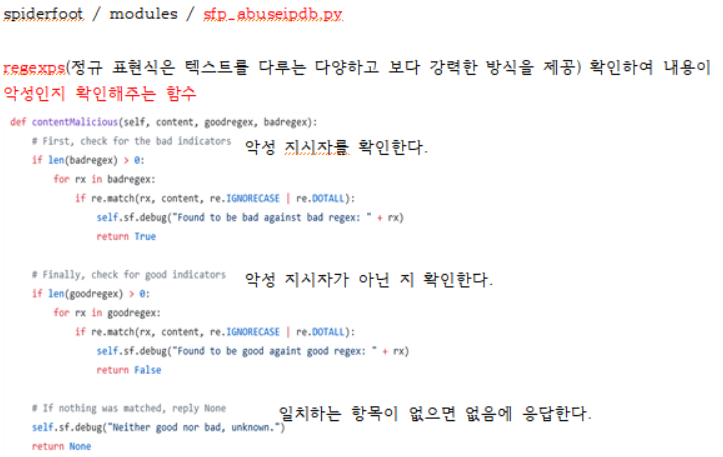 spiderfoot / modules / sfp_abuseipdb.py
regexps(정규 표현식은 텍스트를 다루는 다양하고 보다 강력한 방식을 제공) 확인하여 내용이
악성인지 확인해주는 함수
def contentMalicious(self, content, goodregex, badregex):
# First, check for the bad indicators 악성 지시자를 확인한다.
if len(badregex) > 0:
for rx in badregex:
if re.match(rx, content, re.IGNORECASE | re.DOTALL):
self.sf.debug("Found to be bad against bad regex: " + rx)
return True
# Finally, check for good indicators 악성 지시자가 아닌 지 확인한다.
if len(goodregex) > 0:
for rx in goodregex:
if re.match(rx, content, re.IGNORECASE | re.DOTALL):
self.sf.debug("Found to be good againt good regex: " + rx)
return False
# If nothing was matched, reply None 일치하는 항목이 없으면 없음에 응답한다.
self.sf.debug("Neither good nor bad, unknown.")
return None